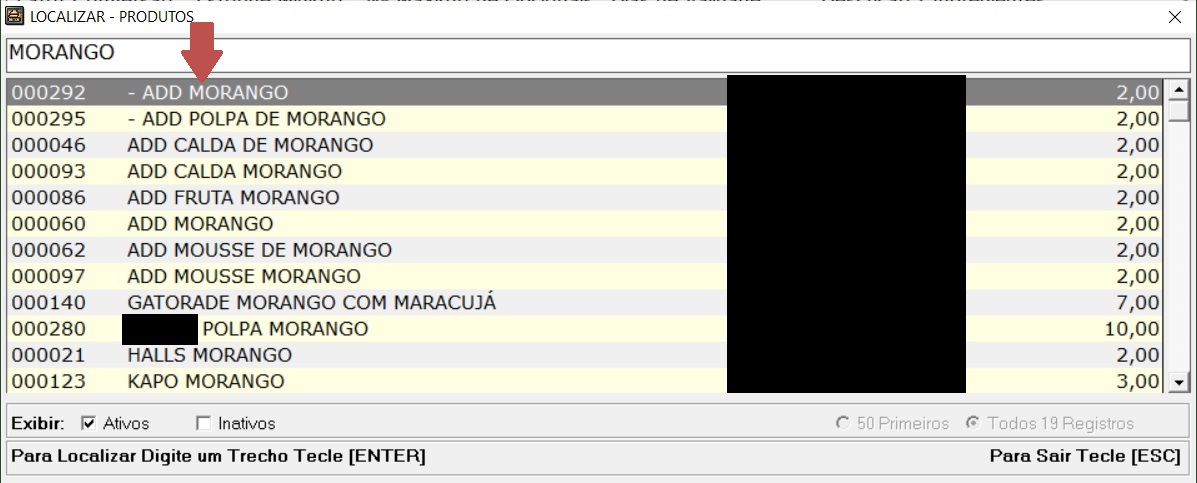 LOCALIZAR - PRODUTOS
MORANGO
000292 - ADD MORANGO 2,00
000295 - ADD POLPA DE MORANGO 2,00
000046 ADD CALDA DE MORANGO 2,00
000093 ADD CALDA MORANGO 2,00
000086 ADD FRUTA MORANGO 2,00
000060 ADD MORANGO 2,00
000062 ADD MOUSSE DE MORANGO 2,00
000097 ADD MOUSSE MORANGO 2,00
000140 GATORADE MORANGO COM MARACUJÁ 7,00
000280 POLPA MORANGO 10,00
000021 HALLS MORANGO 2,00
000123 KAPO MORANGO 3,00
Exibir: Ativos Inativos 50 Primeiros Todos 19 Registros
Para Localizar Digite um Trecho Tecle [ENTER] Para Sair Tecle [ESC]